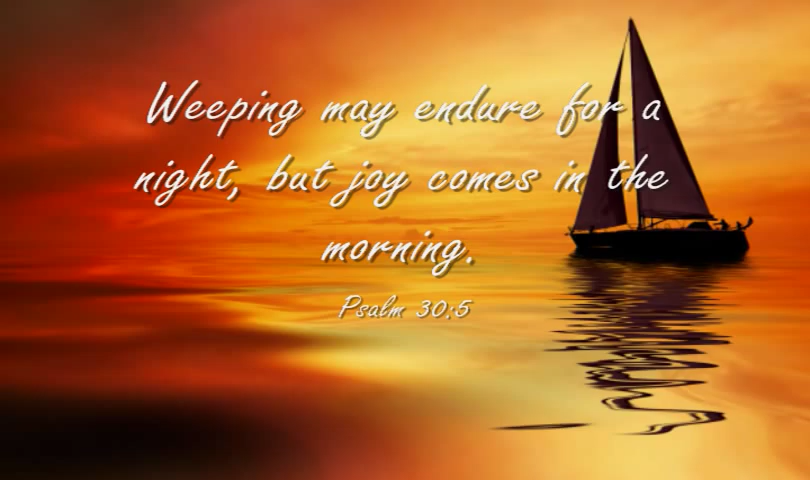 Weeping may endure for a
night, but joy comes in the
morning.
Psalm 30:5